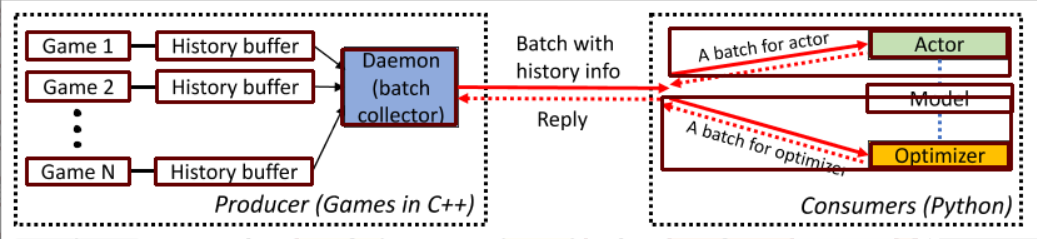 Game 1
History buffer
Game 2
History buffer
Game N
History buffer
Daemon
(batch
collector)
Producer (Games in C++)
Batch with
history info
Reply
A batch for actor
Actor
Model
A batch for optimizer
Optimizer
Consumers (Python)